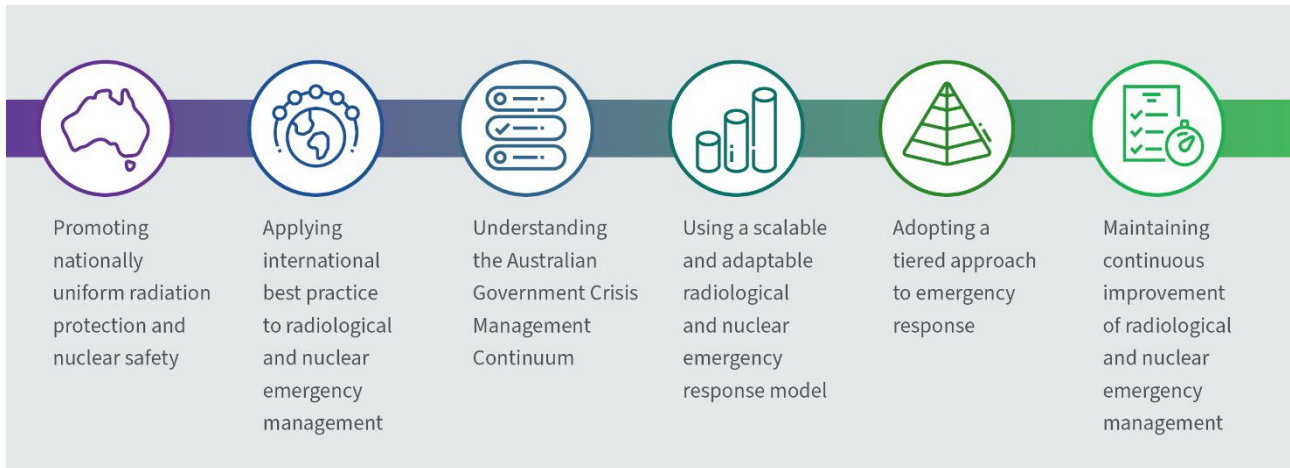 Promoting
nationally
uniform radiation
protection and
nuclear safety
Applying
international
best practice
to radiological
and nuclear
emergency
management
Understanding
the Australian
Government Crisis
Management
Continuum
Using a scalable
and adaptable
radiological
and nuclear
emergency
response model
Adopting a
tiered approach
to emergency
response
Maintaining
continuous
improvement
of radiological
and nuclear
emergency
management